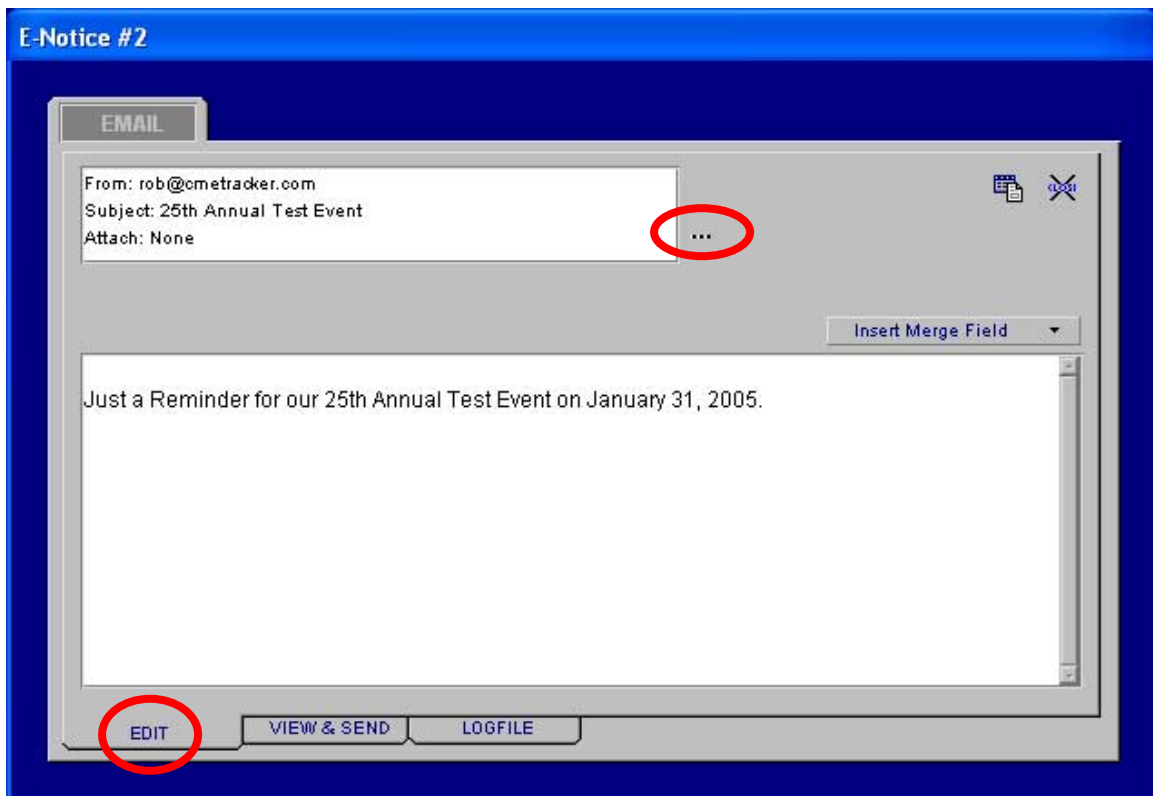 E-Notice #2
EMAIL
From: rob@cmetracker.com
Subject: 25th Annual Test Event
Attach: None
...
CLOSE
Insert Merge Field
Just a Reminder for our 25th Annual Test Event on January 31, 2005.
EDIT
VIEW & SEND
LOGFILE